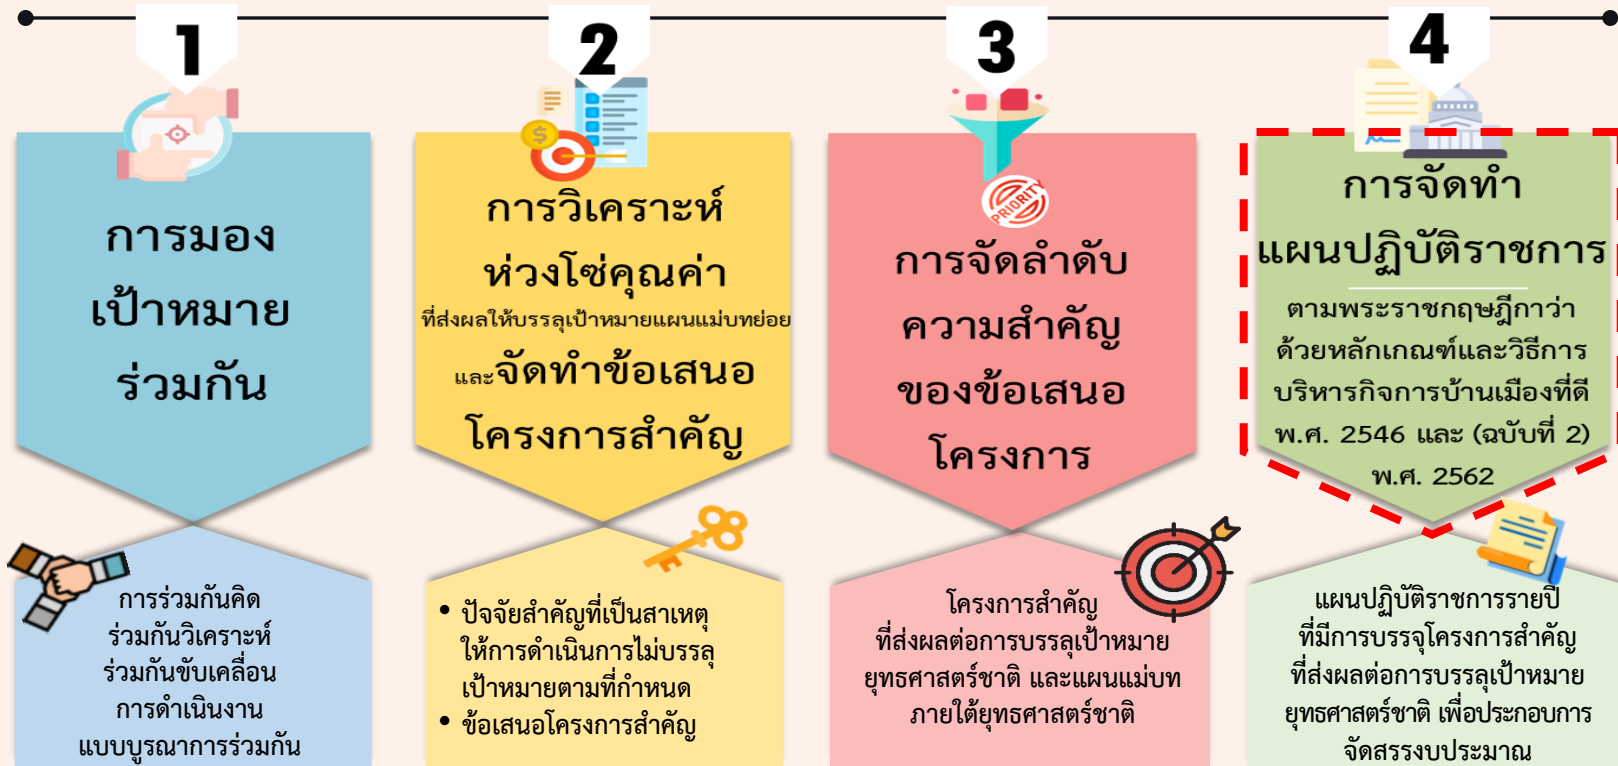 1
การมอง
เป้าหมาย
ร่วมกัน
การร่วมกันคิด
ร่วมกันวิเคราะห์
ร่วมกันขับเคลื่อน
การดำเนินงาน
แบบบูรณาการร่วมกัน
2
$
การวิเคราะห์
ห่วงโซ่คุณค่า
ที่ส่งผลให้บรรลุเป้าหมายแผนแม่บทย่อย
และจัดทำข้อเสนอ
โครงการสำคัญ
• ปัจจัยสำคัญที่เป็นสาเหตุ
ให้การดำเนินการไม่บรรลุ
เป้าหมายตามที่กำหนด
• ข้อเสนอโครงการสำคัญ
3
PRIORITY
การจัดลำดับ
ความสำคัญ
ของข้อเสนอ
โครงการ
โครงการสำคัญ
ที่ส่งผลต่อการบรรลุเป้าหมาย
ยุทธศาสตร์ชาติ และแผนแม่บท
ภายใต้ยุทธศาสตร์ชาติ
4
การจัดทำ
แผนปฏิบัติราชการ
ตามพระราชกฤษฎีกาว่า
ด้วยหลักเกณฑ์และวิธีการ
บริหารกิจการบ้านเมืองที่ดี
พ.ศ. 2546 และ (ฉบับที่ 2)
พ.ศ. 2562
แผนปฏิบัติราชการรายปี
ที่มีการบรรจุโครงการสำคัญ
ที่ส่งผลต่อการบรรลุเป้าหมาย
ยุทธศาสตร์ชาติ เพื่อประกอบการ
จัดสรรงบประมาณ